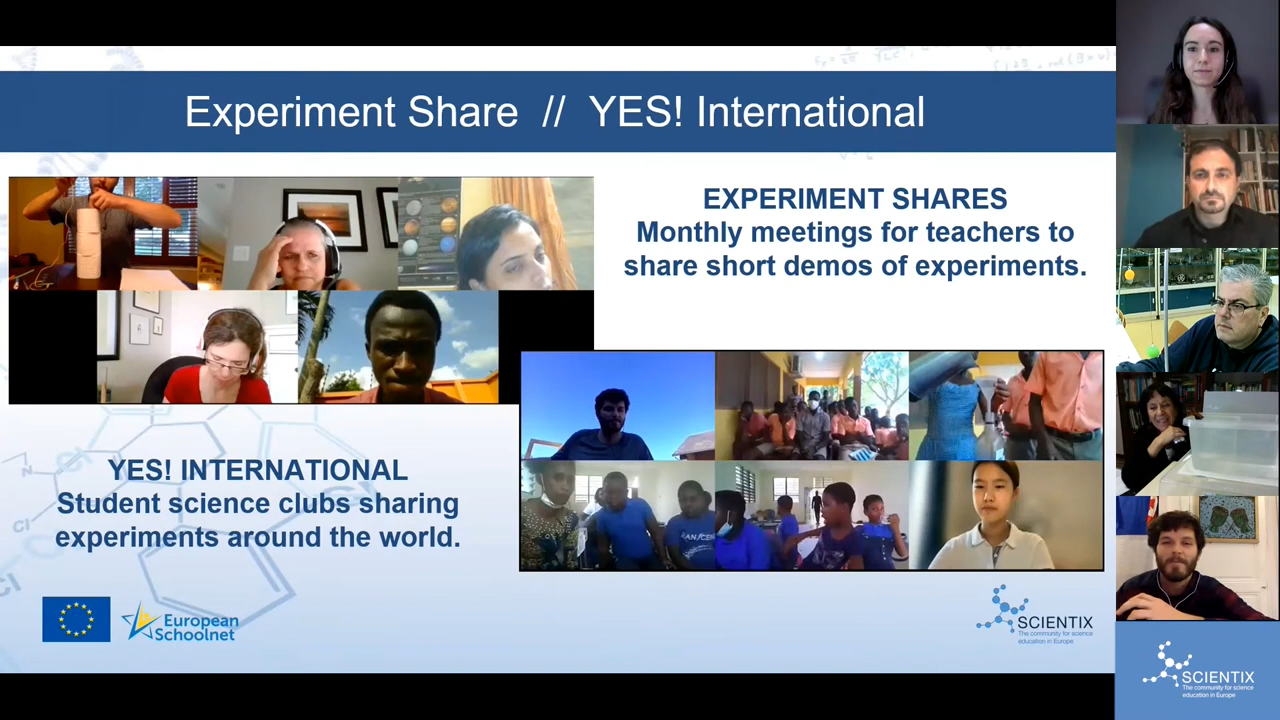 Experiment Share // YES! International
EXPERIMENT SHARES
Monthly meetings for teachers to
share short demos of experiments.
YES! INTERNATIONAL
Student science clubs sharing
experiments around the world.
European
Schoolnet
SCIENTIX
The community for science
education in Europe
SCIENTIX
The community for science
education in Europe